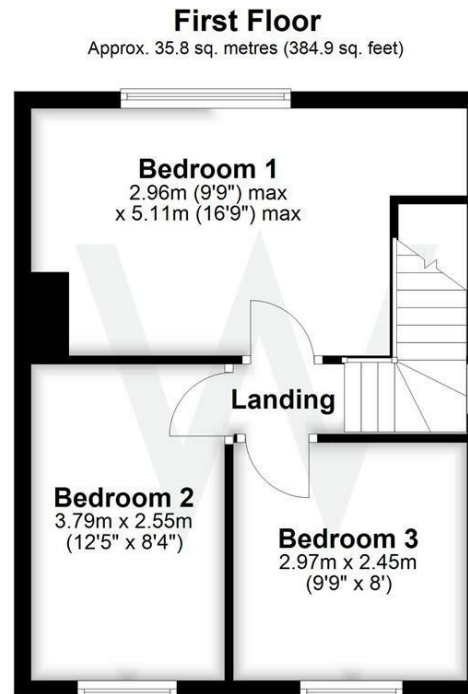 First Floor
Approx. 35.8 sq. metres (384.9 sq. feet)
Bedroom 1
2.96m (9'9") max
x 5.11m (16'9") max
Landing
Bedroom 2
3.79m x 2.55m
(12'5" x 8'4")
Bedroom 3
2.97m x 2.45m
(9'9" x 8')
W